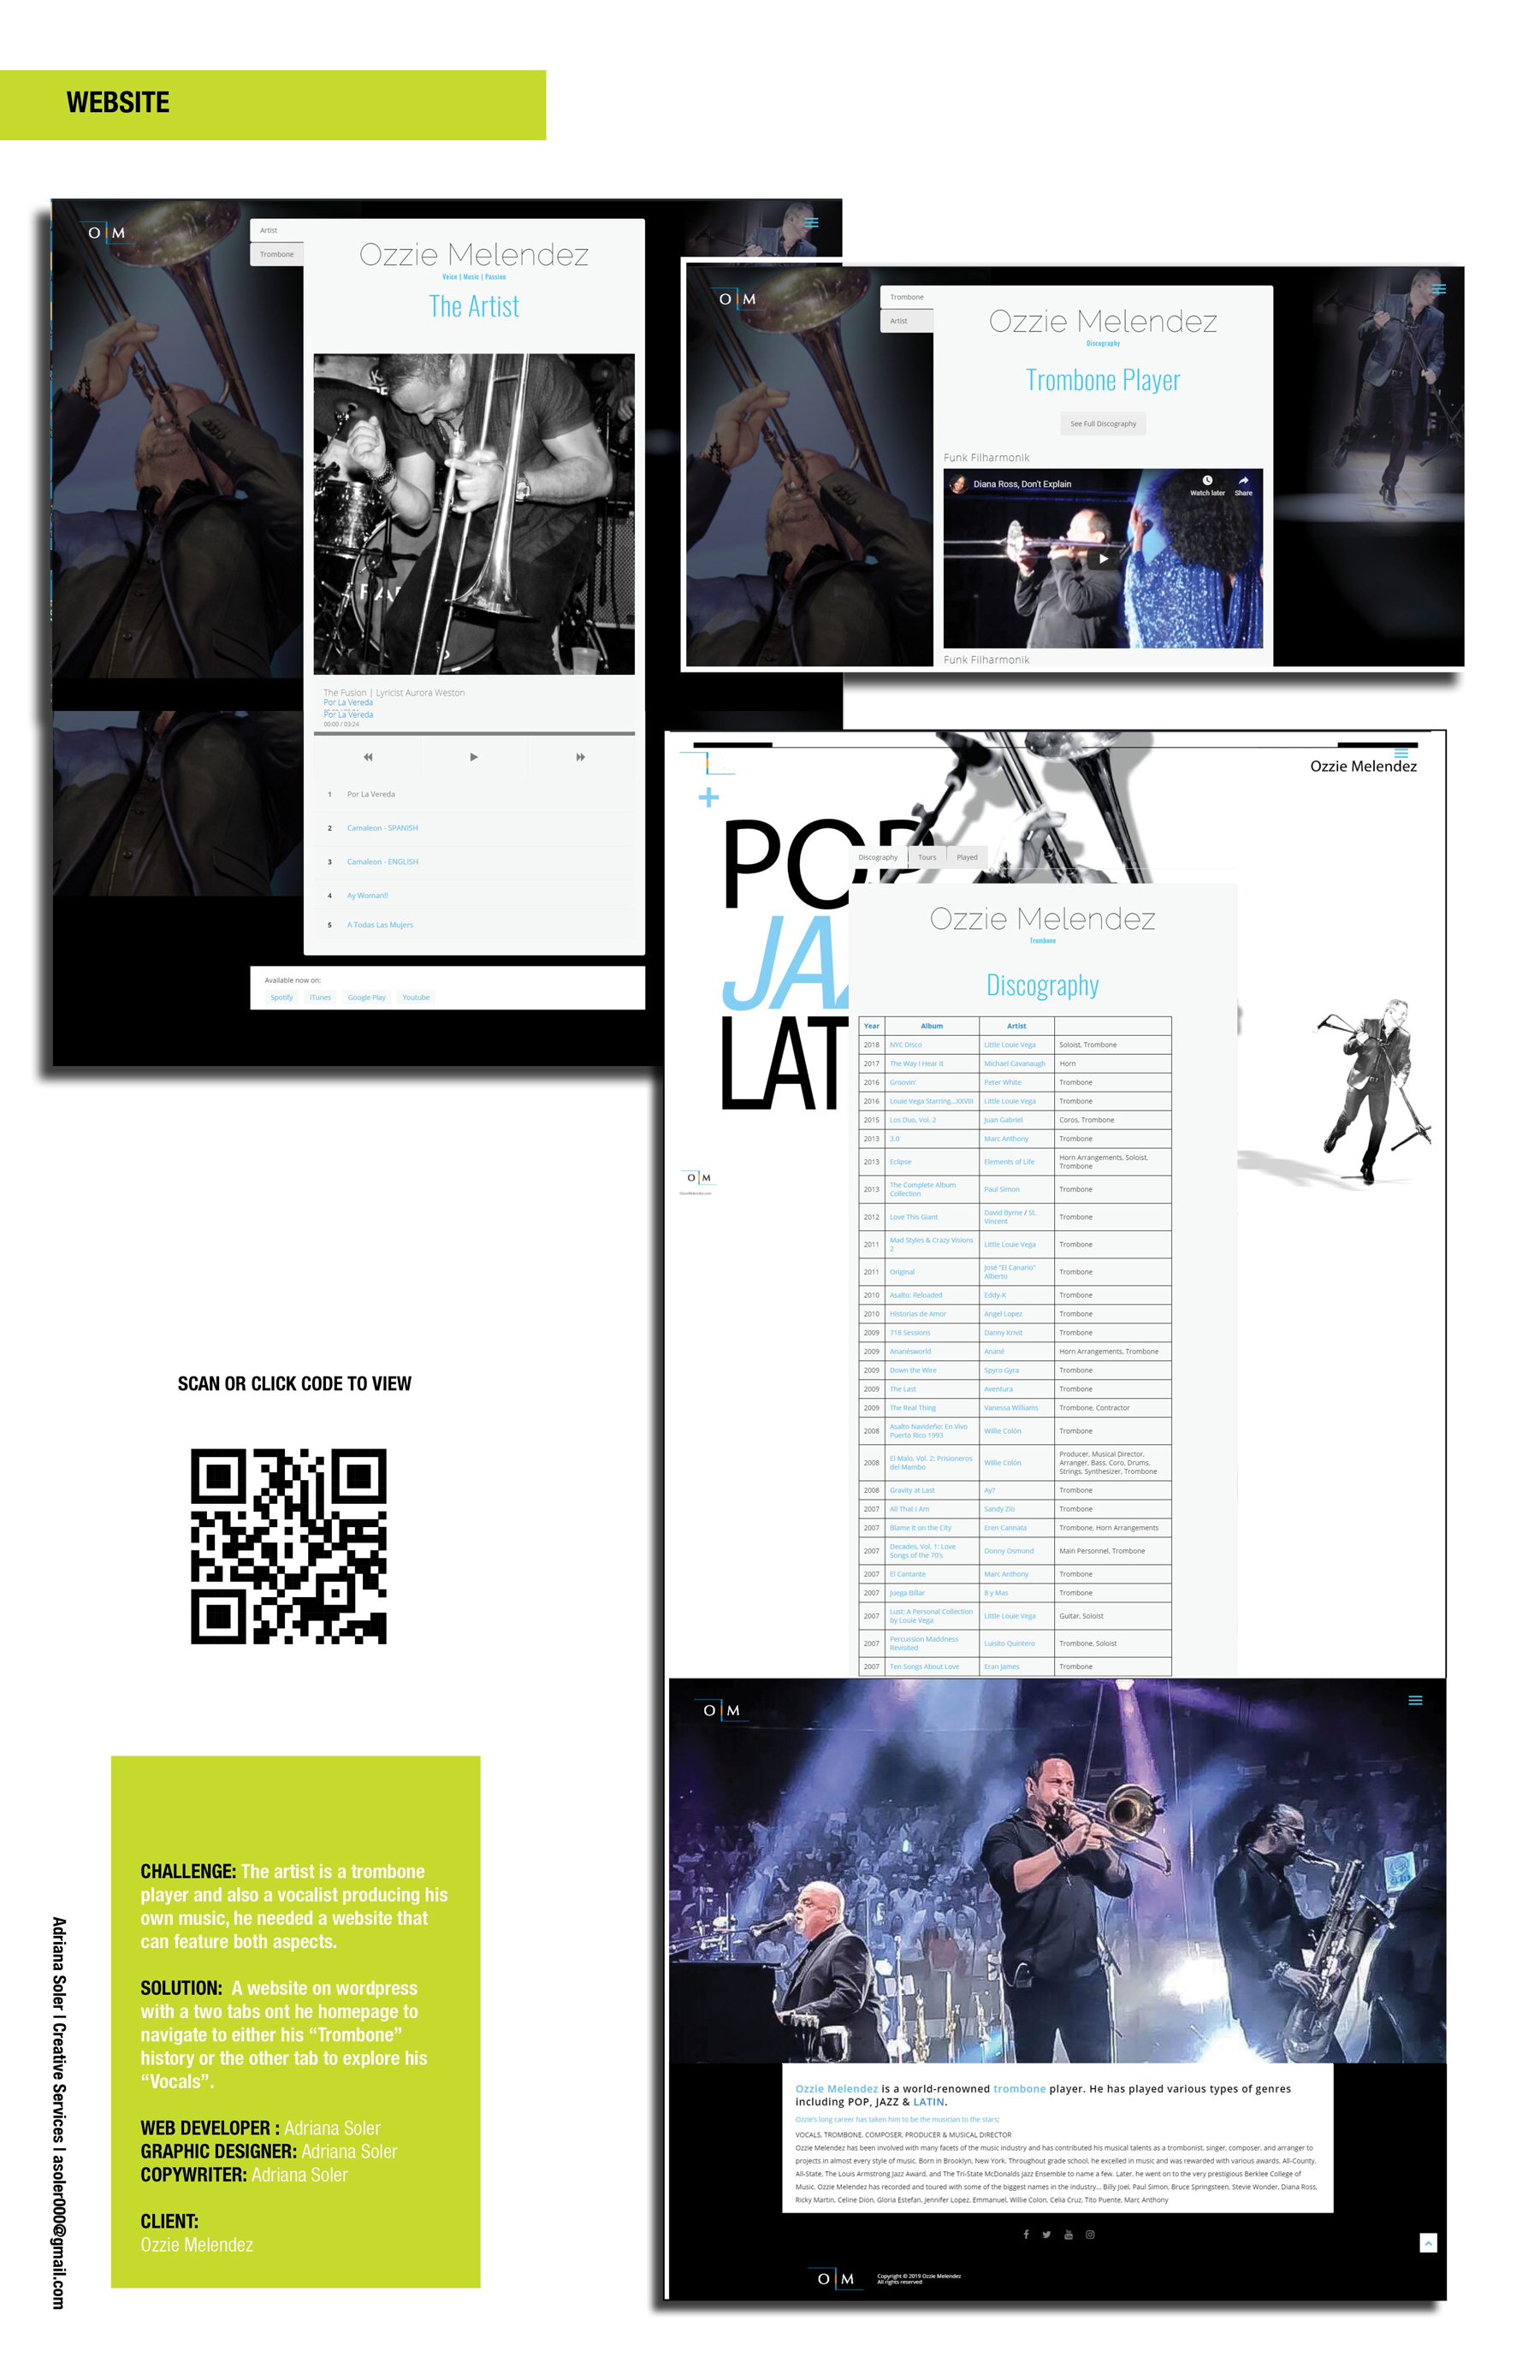 WEBSITE
O|M
Artist
Trombone
Ozzie Melendez
Voice | Music | Passion
The Artist
The Fusion | Lyricist Aurora Weston
Por La Vereda
Por La Vereda
00:00 / 03:24
1 Por La Vereda
2 Camaleon - SPANISH
3 Camaleon - ENGLISH
4 Ay Woman!!
5 A Todas Las Mujers
Available now on:
Spotify iTunes Google Play Youtube
O|M
Trombone
Artist
Ozzie Melendez
Discography
Trombone Player
See Full Discography
Funk Filharmonik
Diana Ross, Don't Explain
Watch later Share
Funk Filharmonik
Ozzie Melendez
+
POP
JA
LAT
Discography Tours Played
Ozzie Melendez
Trombone
Discography
Year Album Artist
2018 NYC Disco Little Louie Vega Soloist, Trombone
2017 The Way I Hear It Michael Cavanaugh Horn
2016 Groovin' Peter White Trombone
2016 Louie Vega Starring...XXVIII Little Louie Vega Trombone
2015 Los Duo, Vol. 2 Juan Gabriel Coros, Trombone
2013 3.0 Marc Anthony Trombone
2013 Eclipse Elements of Life Horn Arrangements, Soloist,
Trombone
2013 The Complete Album
Collection Paul Simon Trombone
2012 Love This Giant David Byrne / St.
Vincent Trombone
2011 Mad Styles & Crazy Visions
2 Little Louie Vega Trombone
2011 Original José "El Canario"
Alberto Trombone
2010 Asalto: Reloaded Eddy-K Trombone
2010 Historias de Amor Angel Lopez Trombone
2009 718 Sessions Danny Krivit Trombone
2009 Ananésworld Anané Horn Arrangements, Trombone
2009 Down the Wire Spyro Gyra Trombone
2009 The Last Aventura Trombone
2009 The Real Thing Vanessa Williams Trombone, Contractor
2008 Asalto Navideño: En Vivo
Puerto Rico 1993 Willie Colón Trombone
2008 El Malo, Vol. 2: Prisioneros
del Mambo Willie Colón Producer, Musical Director,
Arranger, Bass, Coro, Drums,
Strings, Synthesizer, Trombone
2008 Gravity at Last Ay? Trombone
2007 All That I Am Sandy Zio Trombone
2007 Blame It on the City Eren Cannata Trombone, Horn Arrangements
2007 Decades, Vol. 1: Love
Songs of the 70's Donny Osmond Main Personnel, Trombone
2007 El Cantante Marc Anthony Trombone
2007 Juega Billar 8 y Mas Trombone
2007 Lust: A Personal Collection
by Louie Vega Little Louie Vega Guitar, Soloist
2007 Percussion Maddness
Revisited Luisito Quintero Trombone, Soloist
2007 Ten Songs About Love Eran James Trombone
O|M
SCAN OR CLICK CODE TO VIEW
O|M
Ozzie Melendez is a world-renowned trombone player. He has played various types of genres
including POP, JAZZ & LATIN.
Ozzie's long career has taken him to be the musician to the stars:
VOCALS, TROMBONE, COMPOSER, PRODUCER & MUSICAL DIRECTOR
Ozzie Melendez has been involved with many facets of the music industry and has contributed his musical talents as a trombonist, singer, composer, and arranger to
projects in almost every style of music. Born in Brooklyn, New York. Throughout grade school, he excelled in music and was rewarded with various awards. All-County,
All-State, The Louis Armstrong Jazz Award, and The Tri-State McDonalds Jazz Ensemble to name a few. Later, he went on to the very prestigious Berklee College of
Music. Ozzie Melendez has recorded and toured with some of the biggest names in the industry... Billy Joel, Paul Simon, Bruce Springsteen, Stevie Wonder, Diana Ross,
Ricky Martin, Celine Dion, Gloria Estefan, Jennifer Lopez, Emmanuel, Willie Colon, Celia Cruz, Tito Puente, Marc Anthony
O|M
Copyright © 2019 Ozzie Melendez
All rights reserved
CHALLENGE: The artist is a trombone
player and also a vocalist producing his
own music, he needed a website that
can feature both aspects.
SOLUTION: A website on wordpress
with a two tabs ont he homepage to
navigate to either his “Trombone”
history or the other tab to explore his
“Vocals”.
WEB DEVELOPER : Adriana Soler
GRAPHIC DESIGNER: Adriana Soler
COPYWRITER: Adriana Soler
CLIENT:
Ozzie Melendez
Adriana Soler I Creative Services I asoler000@gmail.com